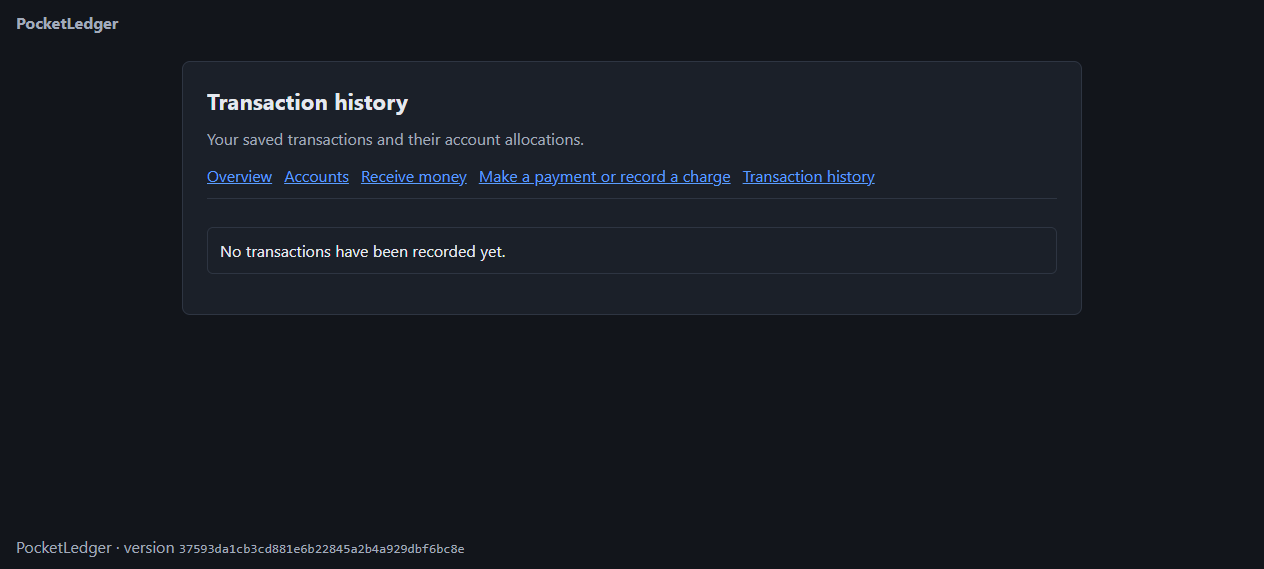 PocketLedger
Transaction history
Your saved transactions and their account allocations.
Overview Accounts Receive money Make a payment or record a charge Transaction history
No transactions have been recorded yet.
PocketLedger · version 37593da1cb3cd881e6b22845a2b4a929dbf6bc8e